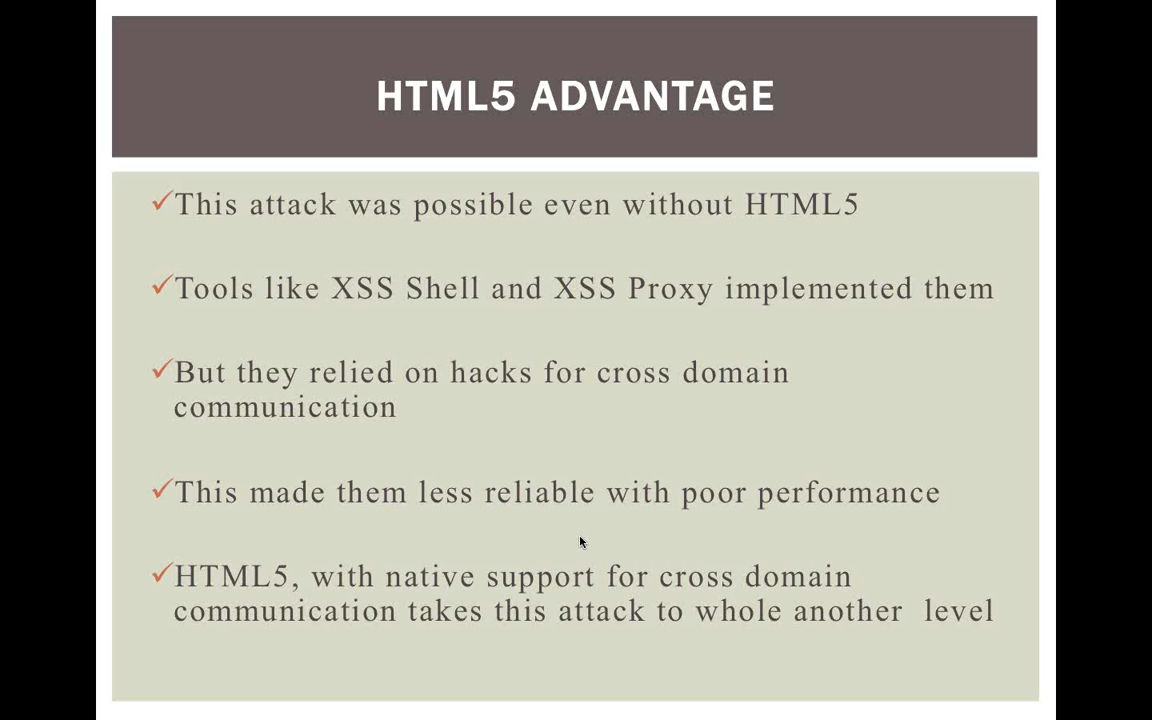 HTML5 ADVANTAGE
✓This attack was possible even without HTML5
✓Tools like XSS Shell and XSS Proxy implemented them
✓But they relied on hacks for cross domain
communication
✓This made them less reliable with poor performance
✓HTML5, with native support for cross domain
communication takes this attack to whole another  level